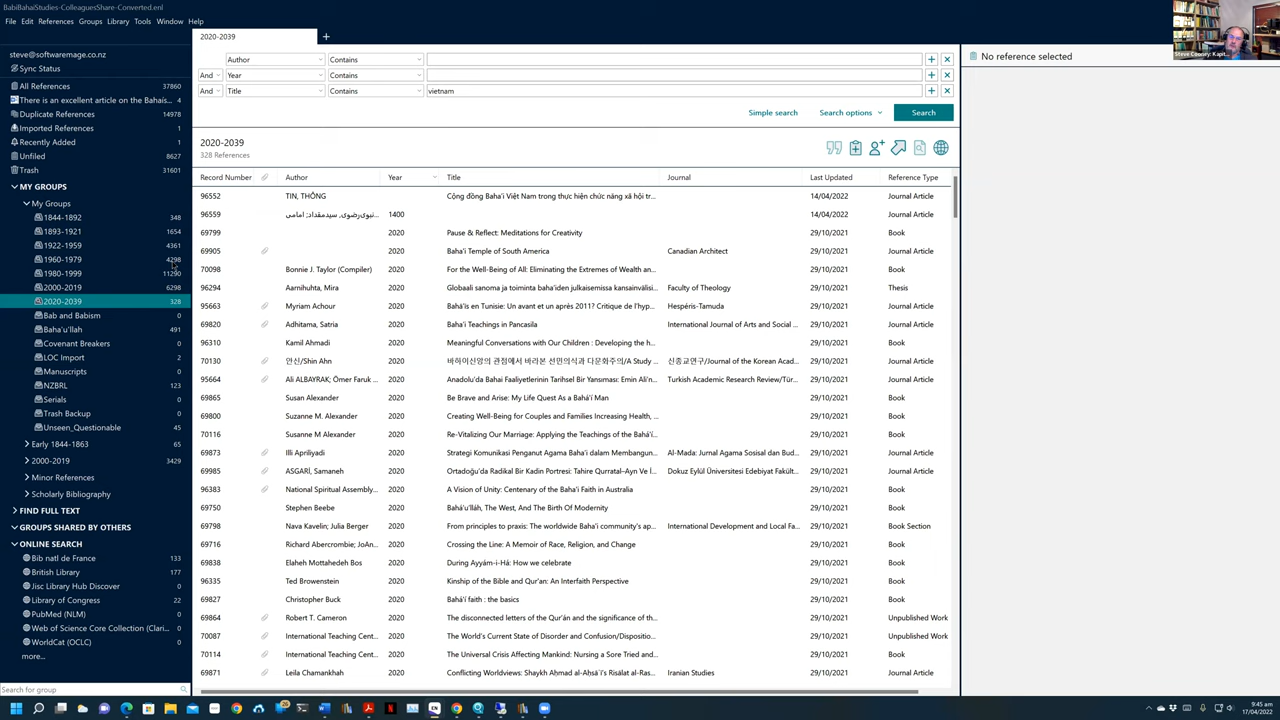 BabiBahaiStudies-ColleaguesShare-Converted.enl
File Edit References Groups Library Tools Window Help
steve@softwaremage.co.nz
Sync Status
All References 37860
There is an excellent article on the Bahaís... 4
Duplicate References 14978
Imported References 1
Recently Added 1
Unfiled 8627
Trash 31601
MY GROUPS
My Groups
1844-1892 348
1893-1921 1654
1922-1959 4361
1960-1979 4298
1980-1999 11290
2000-2019 6298
2020-2039 328
Bab and Babism 0
Baha'u'llah 491
Covenant Breakers 0
LOC Import 2
Manuscripts 0
NZBRL 123
Serials 0
Trash Backup 0
Unseen_Questionable 45
Early 1844-1863 65
2000-2019 3429
Minor References
Scholarly Bibliography
FIND FULL TEXT
GROUPS SHARED BY OTHERS
ONLINE SEARCH
Bib natl de France 133
British Library 177
Jisc Library Hub Discover 0
Library of Congress 22
PubMed (NLM) 0
Web of Science Core Collection (Clari... 0
WorldCat (OCLC) 0
more...
Search for group
2020-2039 +
Author Contains
And Year Contains
And Title Contains vietnam
Simple search Search options Search
2020-2039
328 References
Record Number Author Year Title Journal Last Updated Reference Type
96552 TIN, THÔNG Cộng đồng Baha'i Việt Nam trong thực hiện chức năng xã hội tr... 14/04/2022 Journal Article
96559 نبوی‌رضوی, سیدمقداد; امامی... 1400 14/04/2022 Journal Article
69799 2020 Pause & Reflect: Meditations for Creativity 29/10/2021 Book
69905 2020 Baha'i Temple of South America Canadian Architect 29/10/2021 Journal Article
70098 Bonnie J. Taylor (Compiler) 2020 For the Well-Being of All: Eliminating the Extremes of Wealth an... 29/10/2021 Book
96294 Aarnihuhta, Mira 2020 Globaali sanoma ja toiminta baha'iden julkaisemissa kansainvälisi... Faculty of Theology 29/10/2021 Thesis
95663 Myriam Achour 2020 Bahá'ís en Tunisie: Un avant et un après 2011? Critique de l'hyp... Hespéris-Tamuda 29/10/2021 Journal Article
69820 Adhitama, Satria 2020 Baha'i Teachings in Pancasila International Journal of Arts and Social ... 29/10/2021 Journal Article
96310 Kamil Ahmadi 2020 Meaningful Conversations with Our Children : Developing the h... 29/10/2021 Book
70130 안신/Shin Ahn 2020 바하이신앙의 관점에서 바라본 선민의식과 다문화주의/A Study ... 신종교연구/Journal of the Korean Acad... 29/10/2021 Journal Article
95664 Ali ALBAYRAK; Ömer Faruk ... 2020 Anadolu'da Bahai Faaliyetlerinin Tarihsel Bir Yansıması: Emin Âli'n... Turkish Academic Research Review/Tür... 29/10/2021 Journal Article
69865 Susan Alexander 2020 Be Brave and Arise: My Life Quest As a Bahá'í Man 29/10/2021 Book
69800 Suzanne M. Alexander 2020 Creating Well-Being for Couples and Families Increasing Health, ... 29/10/2021 Book
70116 Susanne M Alexander 2020 Re-Vitalizing Our Marriage: Applying the Teachings of the Bahá'... 29/10/2021 Book
69873 Illi Apriliyadi 2020 Strategi Komunikasi Penganut Agama Baha'i dalam Membangun... Al-Mada: Jurnal Agama Sosisal dan Bud... 29/10/2021 Journal Article
69985 ASGARİ, Samaneh 2020 Ortadoğu'da Radikal Bir Kadin Portresi: Tahire Qurratal–Ayn Ve İ... Dokuz Eylül Üniversitesi Edebiyat Fakült... 29/10/2021 Journal Article
96383 National Spiritual Assembly... 2020 A Vision of Unity: Centenary of the Baha'i Faith in Australia 29/10/2021 Book
69750 Stephen Beebe 2020 Bahá'u'lláh, The West, And The Birth Of Modernity 29/10/2021 Book
69798 Nava Kavelin; Julia Berger 2020 From principles to praxis: The worldwide Bahá'í community's ap... International Development and Local Fa... 29/10/2021 Book Section
69716 Richard Abercrombie; JoAn... 2020 Crossing the Line: A Memoir of Race, Religion, and Change 29/10/2021 Book
69838 Elaheh Mottahedeh Bos 2020 During Ayyám-i-Há: How we celebrate 29/10/2021 Book
96335 Ted Browenstein 2020 Kinship of the Bible and Qur'an: An Interfaith Perspective 29/10/2021 Book
69827 Christopher Buck 2020 Bahá'í faith : the basics 29/10/2021 Book
69864 Robert T. Cameron 2020 The disconnected letters of the Qur'án and the significance of th... 29/10/2021 Unpublished Work
70087 International Teaching Cent... 2020 The World's Current State of Disorder and Confusion/Dispositio... 29/10/2021 Unpublished Work
70114 International Teaching Cent... 2020 The Universal Crisis Affecting Mankind: Nursing a Sore Tried and... 29/10/2021 Book
69871 Leila Chamankhah 2020 Conflicting Worldviews: Shaykh Aḥmad al-Aḥsāʾī's Risālat al-Ras... Iranian Studies 29/10/2021 Journal Article
No reference selected
Steve Cooney: Kapit...
9:45 am
17/04/2022